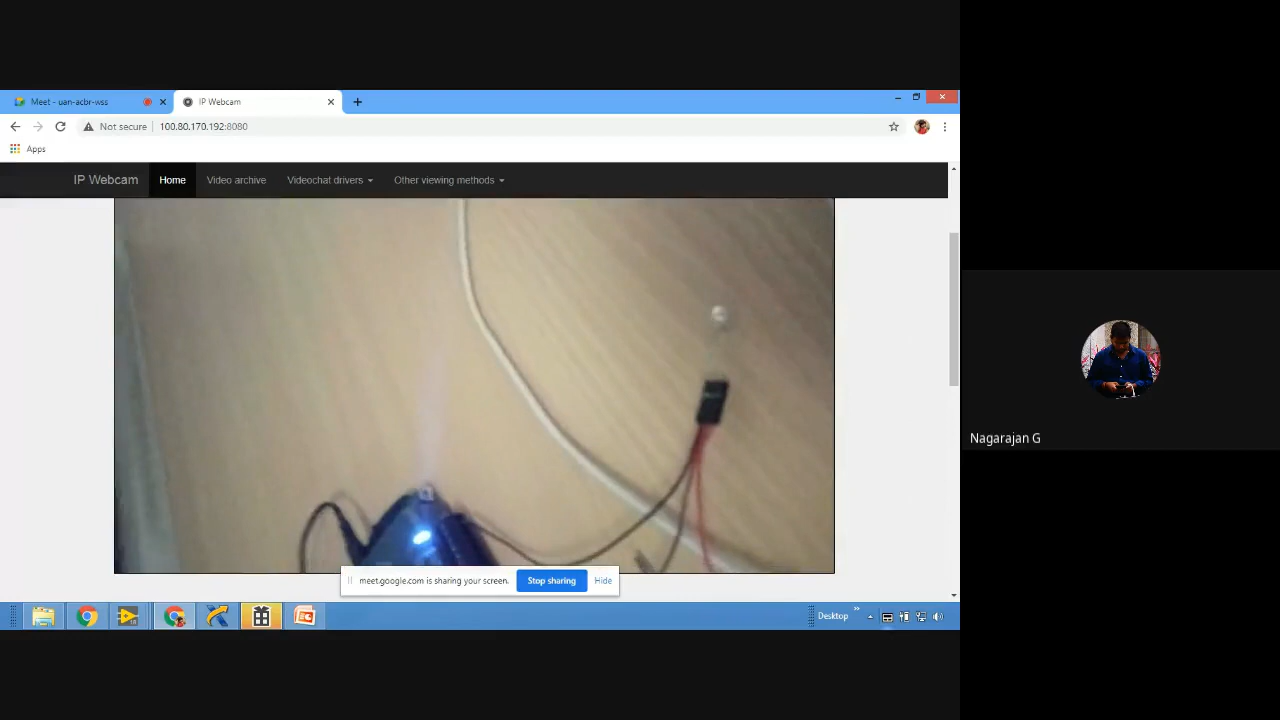 Meet - uan-acbr-wss
IP Webcam
Not secure
100.80.170.192:8080
Apps
IP Webcam
Home
Video archive
Videochat drivers
Other viewing methods
Nagarajan G
meet.google.com is sharing your screen.
Stop sharing
Hide
Desktop